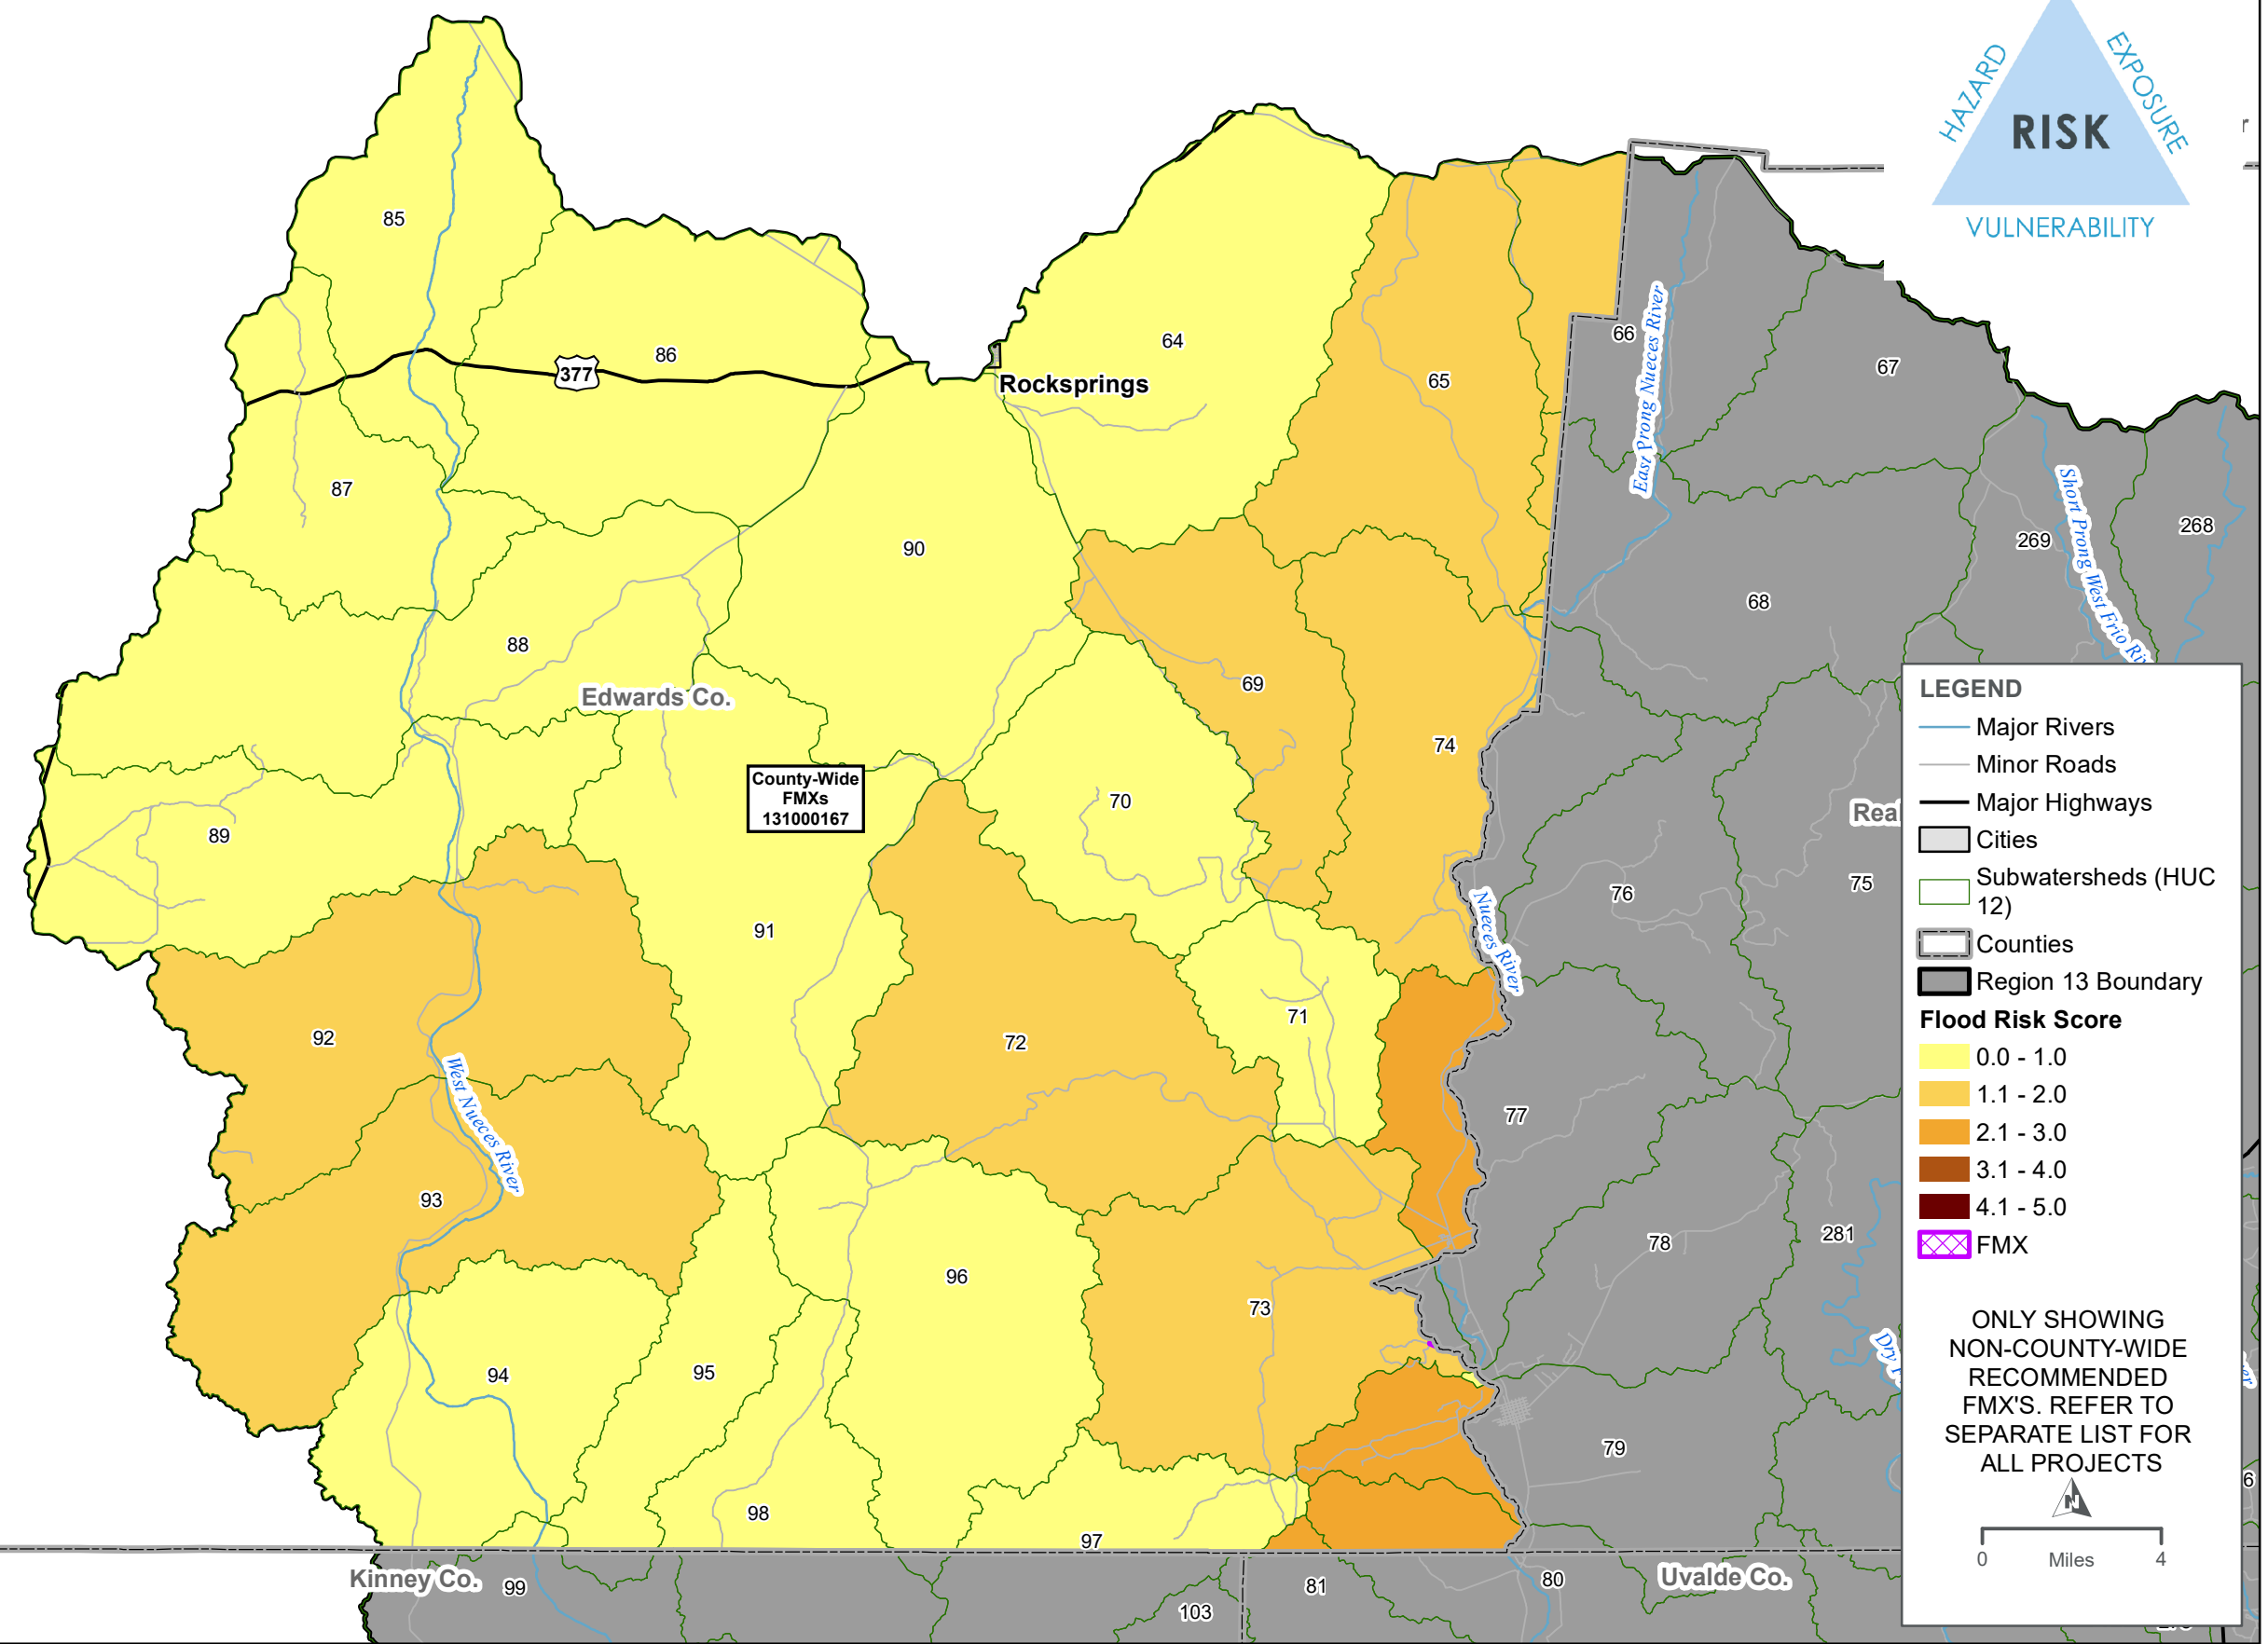 HAZARD
EXPOSURE
RISK
VULNERABILITY
85
86
377
64
Rocksprings
65
66
East Prong Nueces River
67
87
90
269
Short Prong West Frio
268
68
88
Edwards Co.
69
74
County-Wide
FMXs
131000167
70
89
Real
76
75
Nueces River
91
71
72
92
West Nueces River
77
93
78
281
96
73
94
95
Dry
79
98
97
Kinney Co.
99
81
80
Uvalde Co.
103
LEGEND
Major Rivers
Minor Roads
Major Highways
Cities
Subwatersheds (HUC
12)
Counties
Region 13 Boundary
Flood Risk Score
0.0 - 1.0
1.1 - 2.0
2.1 - 3.0
3.1 - 4.0
4.1 - 5.0
FMX
ONLY SHOWING
NON-COUNTY-WIDE
RECOMMENDED
FMX'S. REFER TO
SEPARATE LIST FOR
ALL PROJECTS
N
0 Miles 4